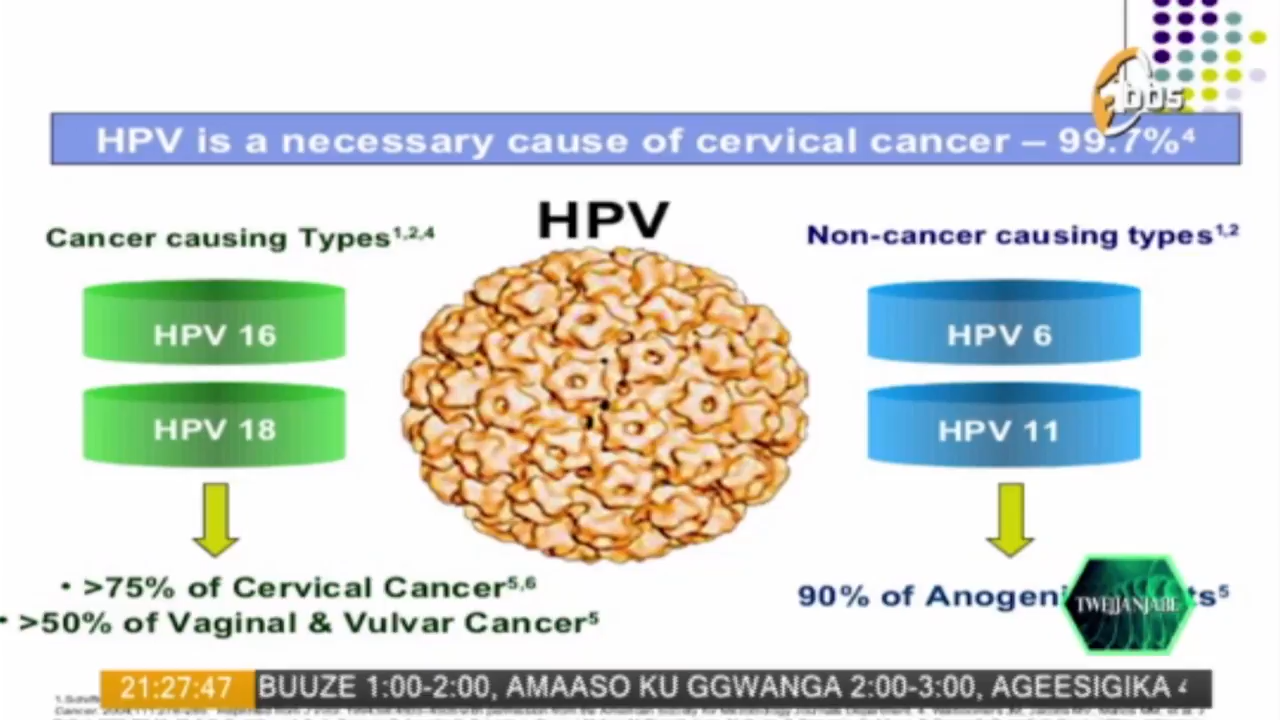 HPV is a necessary cause of cervical cancer – 99.7%⁴
HPV
Cancer causing Types¹,²,⁴
Non-cancer causing types¹,²
HPV 16
HPV 6
HPV 18
HPV 11
• >75% of Cervical Cancer⁵,⁶
90% of
• >50% of Vaginal & Vulvar Cancer⁵
TWEJJANJABE
21:27:47 BUUZE 1:00-2:00, AMAASO KU GGWANGA 2:00-3:00, AGEESIGIKA